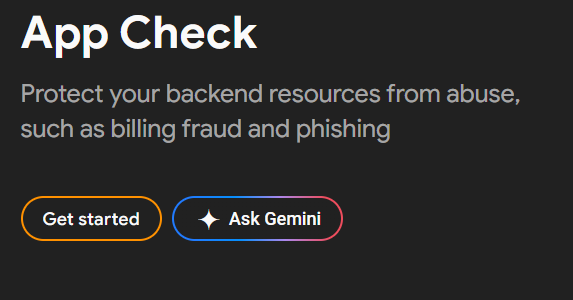 App Check
Protect your backend resources from abuse,
such as billing fraud and phishing
Get started
Ask Gemini